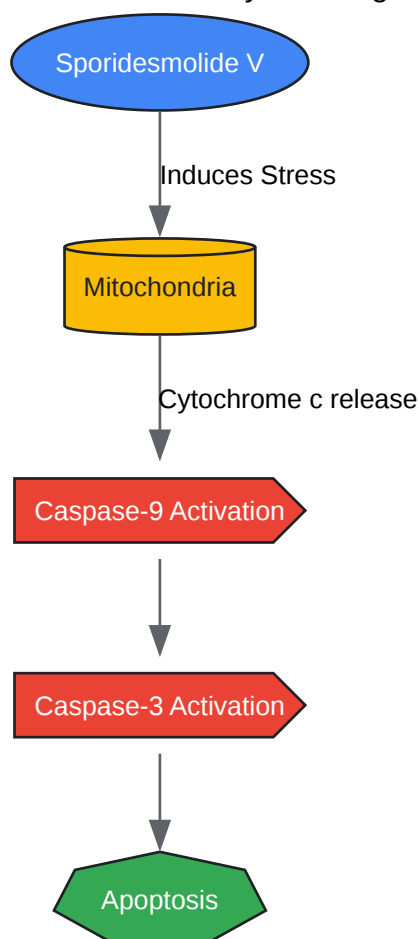 Sporidesmolide V
Induces Stress
Mitochondria
Cytochrome c release
Caspase-9 Activation
Caspase-3 Activation
Apoptosis